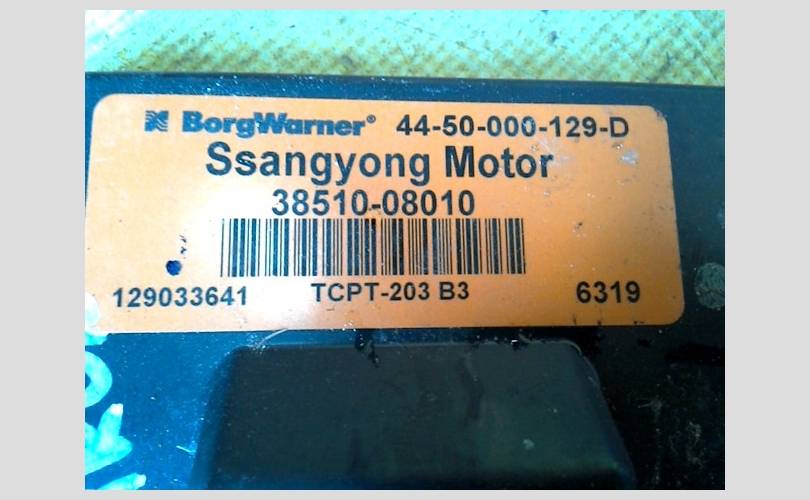 BorgWarner® 44-50-000-129-D
Ssangyong Motor
38510-08010
129033641 TCPT-203 B3 6319